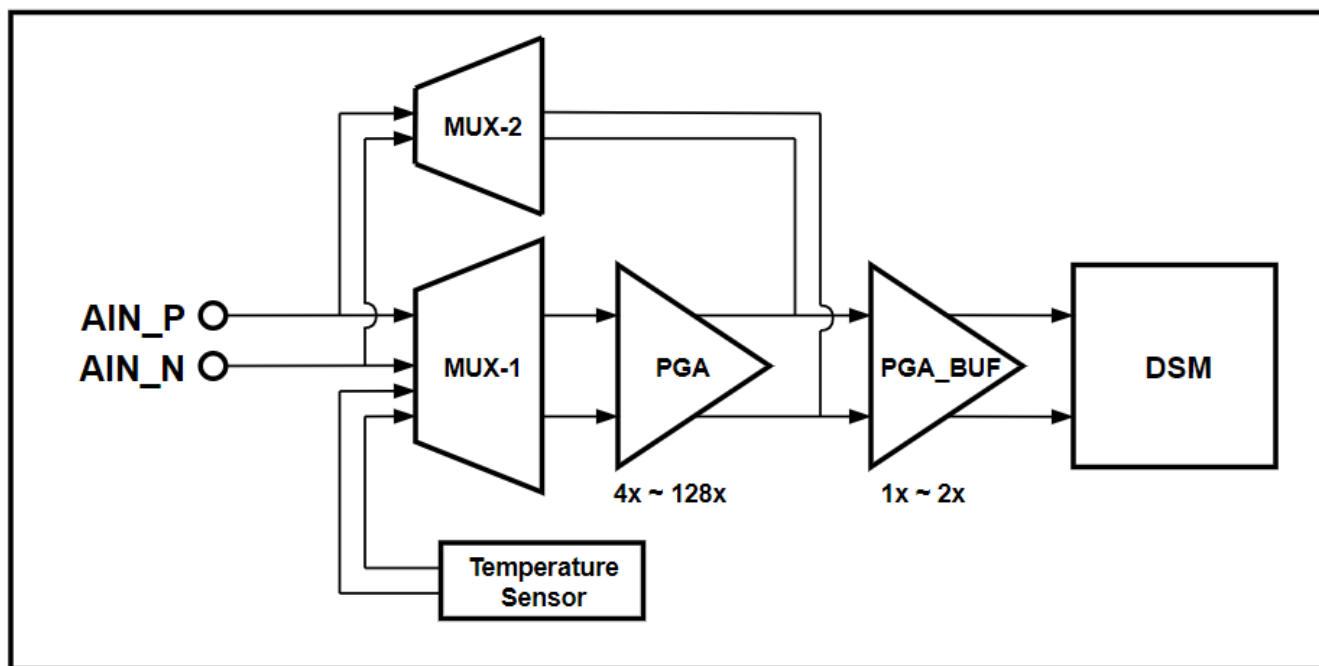 MUX-2
AIN_P
AIN_N
MUX-1
PGA
PGA_BUF
DSM
4x ~ 128x
1x ~ 2x
Temperature
Sensor